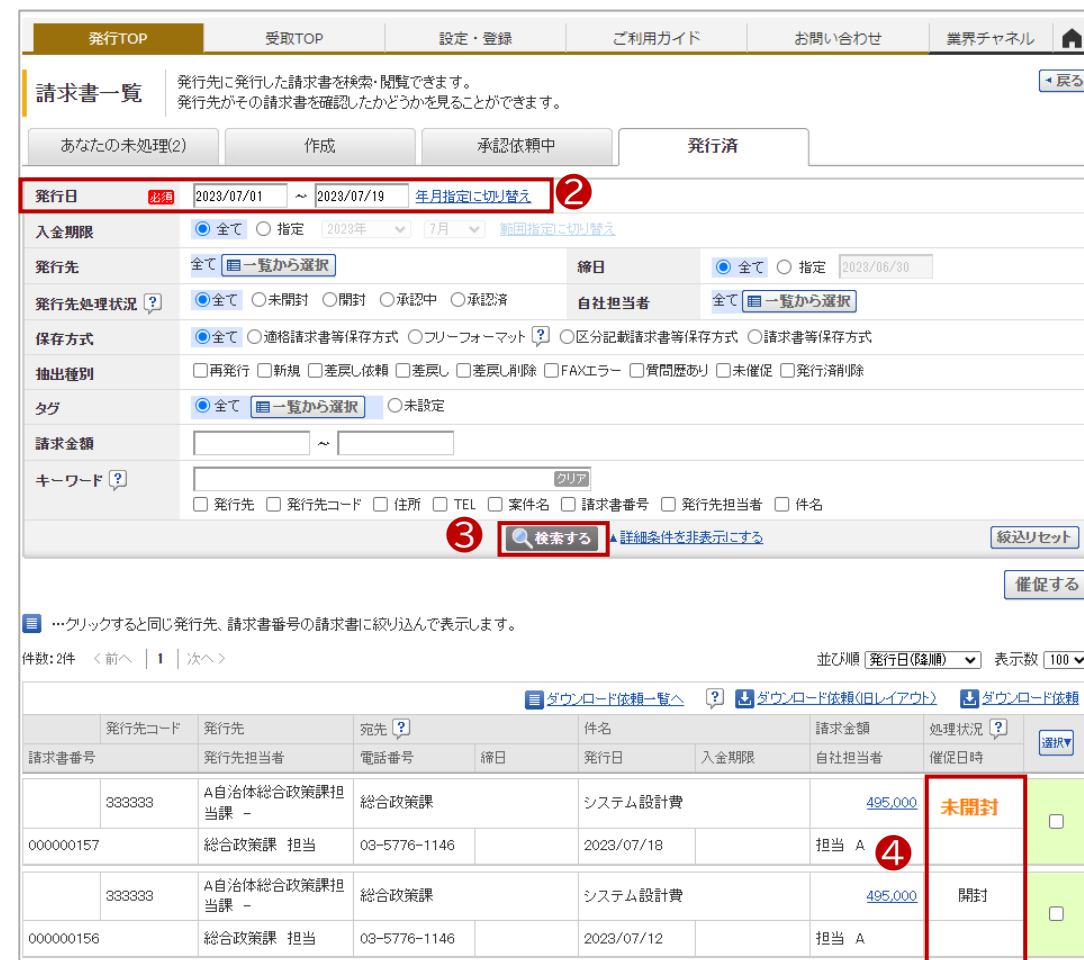 発行TOP 受取TOP 設定・登録 ご利用ガイド お問い合わせ 業界チャネル
請求書一覧
発行先に発行した請求書を検索・閲覧できます。
発行先がその請求書を確認したかどうかを見ることができます。
戻る
あなたの未処理(2) 作成 承認依頼中 発行済
発行日 必須 2023/07/01 ～ 2023/07/19 年月指定に切り替え 2
入金期限 全て 指定 2023年 7月 範囲指定に切り替え
発行先 全て 一覧から選択 締日 全て 指定 2023/06/30
発行先処理状況 ? 全て 未開封 開封 承認中 承認済 自社担当者 全て 一覧から選択
保存方式 全て 適格請求書等保存方式 フリーフォーマット ? 区分記載請求書等保存方式 請求書等保存方式
抽出種別 再発行 新規 差戻し依頼 差戻し 差戻し削除 FAXエラー 質問歴あり 未催促 発行済削除
タグ 全て 一覧から選択 未設定
請求金額 ～
キーワード ? クリア
発行先 発行先コード 住所 TEL 案件名 請求書番号 発行先担当者 件名
3 検索する ▲詳細条件を非表示にする 絞込リセット
催促する
…クリックすると同じ発行先、請求書番号の請求書に絞り込んで表示します。
件数:2件 〈前へ | 1 | 次へ〉 並び順 発行日(降順) 表示数 100
ダウンロード依頼一覧へ ? ダウンロード依頼(旧レイアウト) ダウンロード依頼
発行先コード 発行先 宛先 ? 件名 請求金額 処理状況 ? 選択▼
請求書番号 発行先担当者 電話番号 締日 発行日 入金期限 自社担当者 催促日時
333333 A自治体総合政策課担当課 － 総合政策課 システム設計費 495,000 未開封
000000157 総合政策課 担当 03-5776-1146 2023/07/18 担当 A 4
333333 A自治体総合政策課担当課 － 総合政策課 システム設計費 495,000 開封
000000156 総合政策課 担当 03-5776-1146 2023/07/12 担当 A